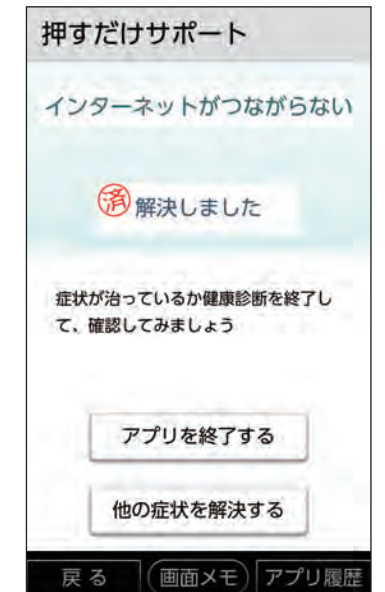 押すだけサポート
インターネットがつながらない
済 解決しました
症状が治っているか健康診断を終了し
て、確認してみましょう
アプリを終了する
他の症状を解決する
戻る 画面メモ アプリ履歴